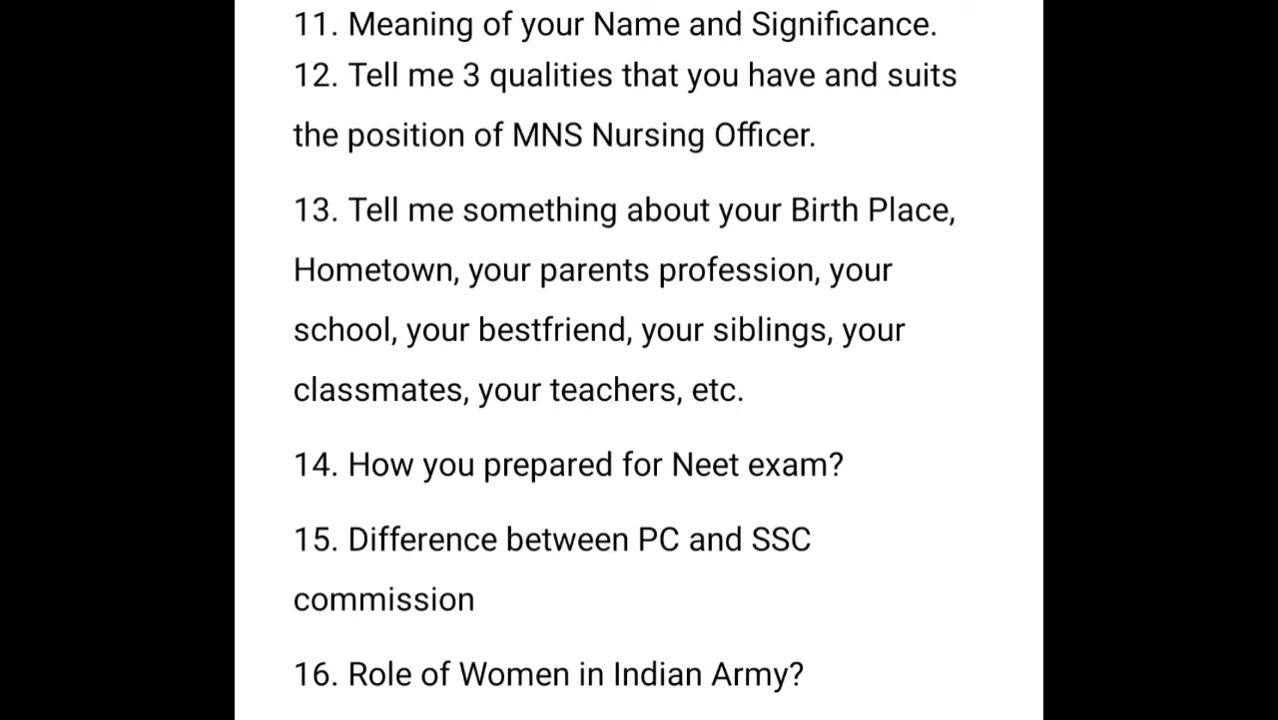 11. Meaning of your Name and Significance.
12. Tell me 3 qualities that you have and suits
the position of MNS Nursing Officer.
13. Tell me something about your Birth Place,
Hometown, your parents profession, your
school, your bestfriend, your siblings, your
classmates, your teachers, etc.
14. How you prepared for Neet exam?
15. Difference between PC and SSC
commission
16. Role of Women in Indian Army?